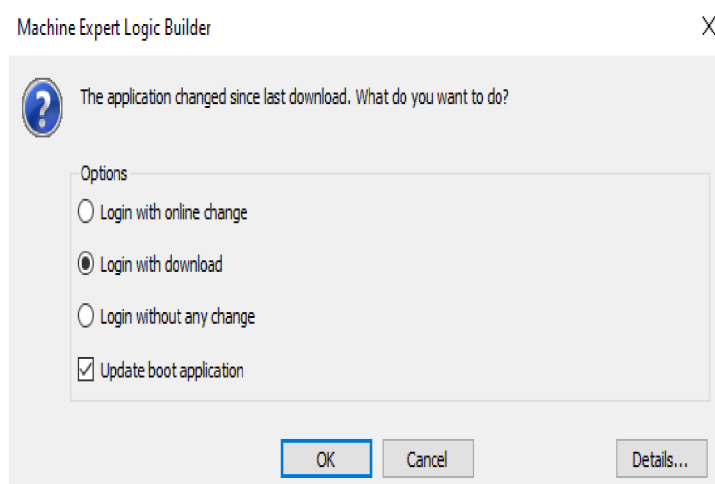 Machine Expert Logic Builder
X
The application changed since last download. What do you want to do?
Options
Login with online change
Login with download
Login without any change
Update boot application
OK
Cancel
Details...